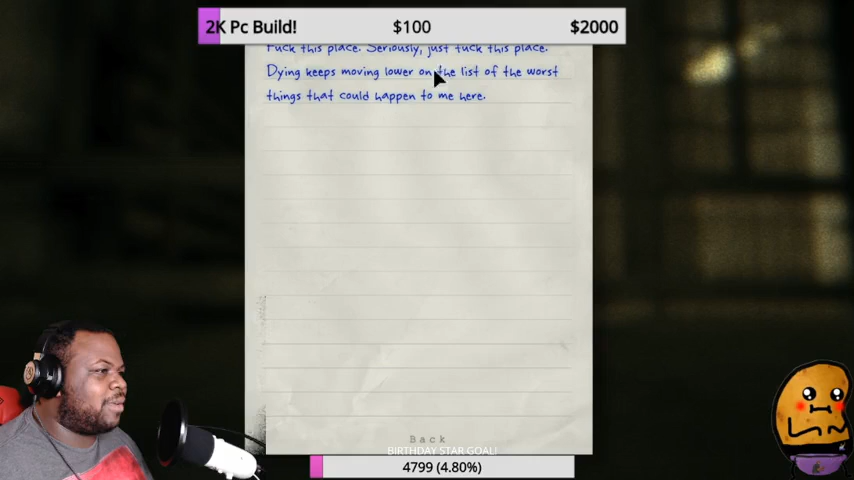 2K Pc Build! $100 $2000
Fuck this place. Seriously, just fuck this place.
Dying keeps moving lower on the list of the worst
things that could happen to me here.
Back
BIRTHDAY STAR GOAL!
4799 (4.80%)